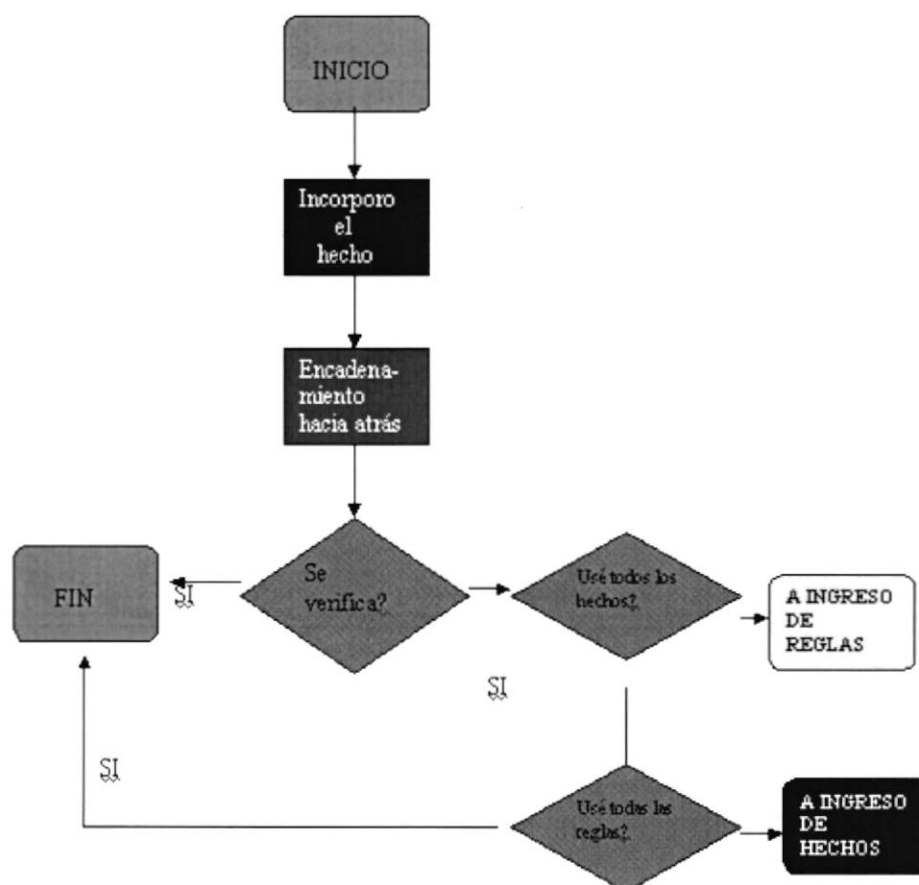 INICIO
Incorporo
el
hecho
Encadena-
miento
hacia atrás
Se
verifica?
Usé todos los
hechos?
A INGRESO
DE
REGLAS
FIN
SI
SI
SI
Usé todas las
reglas?
A INGRESO
DE
HECHOS